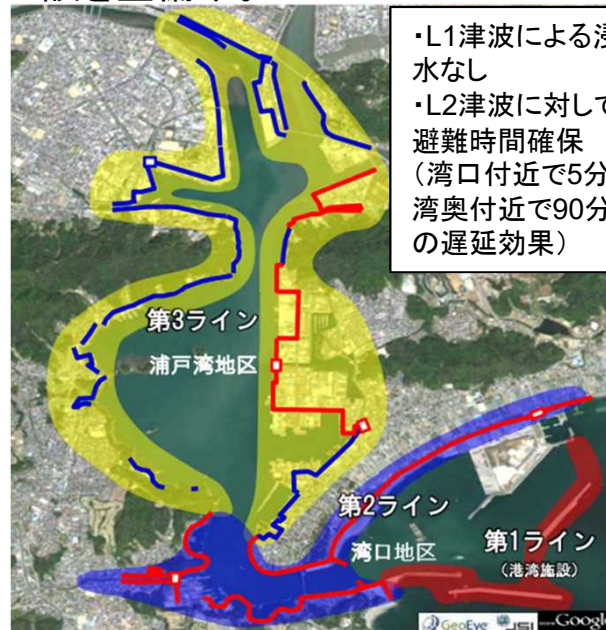 ・L1津波による浸
水なし
・L2津波に対して
避難時間確保
(湾口付近で5分
湾奥付近で90分
の遅延効果)
第3ライン
浦戸湾地区
第2ライン
湾口地区
第1ライン
(港湾施設)
GeoEye
Google